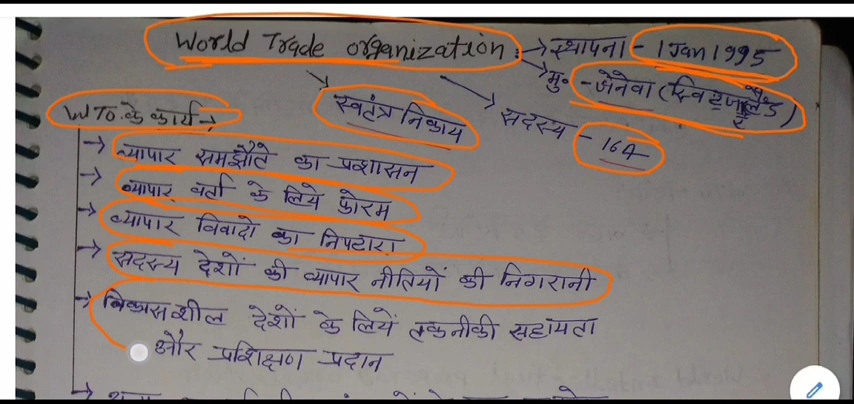 World Trade organization → स्थापना - 1 Jan 1995
→ मु॰ - जेनेवा (स्विट्जरलैंड)
→ स्वतंत्र निकाय → सदस्य - 164
WTO. के कार्य →
→ व्यापार समझौते का प्रशासन
→ व्यापार वर्ता के लिये फोरम
→ व्यापार विवादो का निपटारा
→ सदस्य देशों की व्यापार नीतियों की निगरानी
→ विकासशील देशों के लिये तकनीकी सहायता
और प्रशिक्षण प्रदान